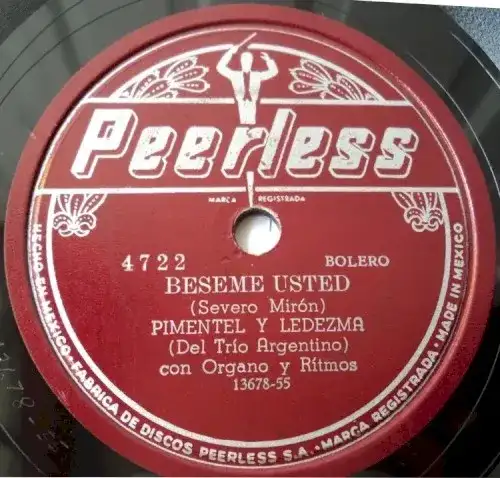 Peerless
MARCA REGISTRADA
4722 BOLERO
BESEME USTED
(Severo Mirón)
PIMENTEL Y LEDEZMA
(Del Trío Argentino)
con Organo y Ritmos
13678-55
HECHO EN MEXICO · FABRICA DE DISCOS PEERLESS S.A. · MARCA REGISTRADA · MADE IN MEXICO